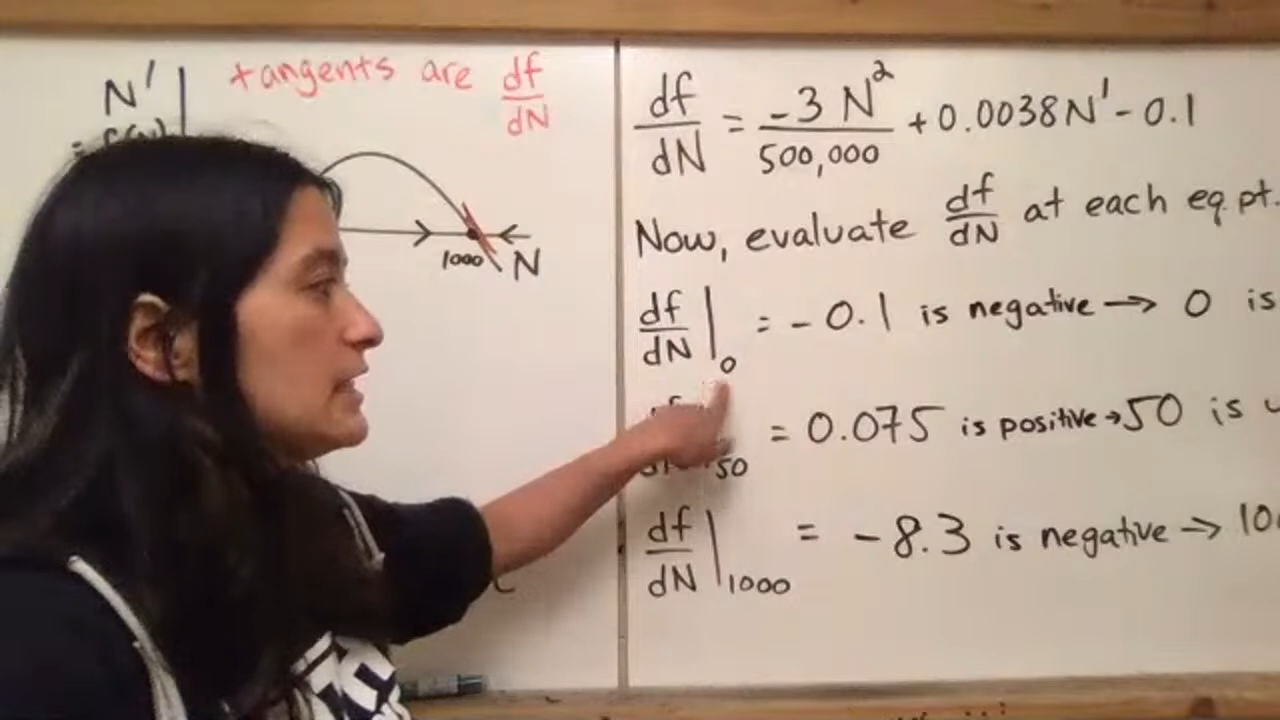 N′
tangents are df/dN
1000
N
df/dN = -3 N²/500,000 + 0.0038N' - 0.1
Now, evaluate df/dN at each eq.pt.
df/dN |0 = - 0.1 is negative → 0 is
= 0.075 is positive → 50 is
50
df/dN |1000 = - 8.3 is negative →